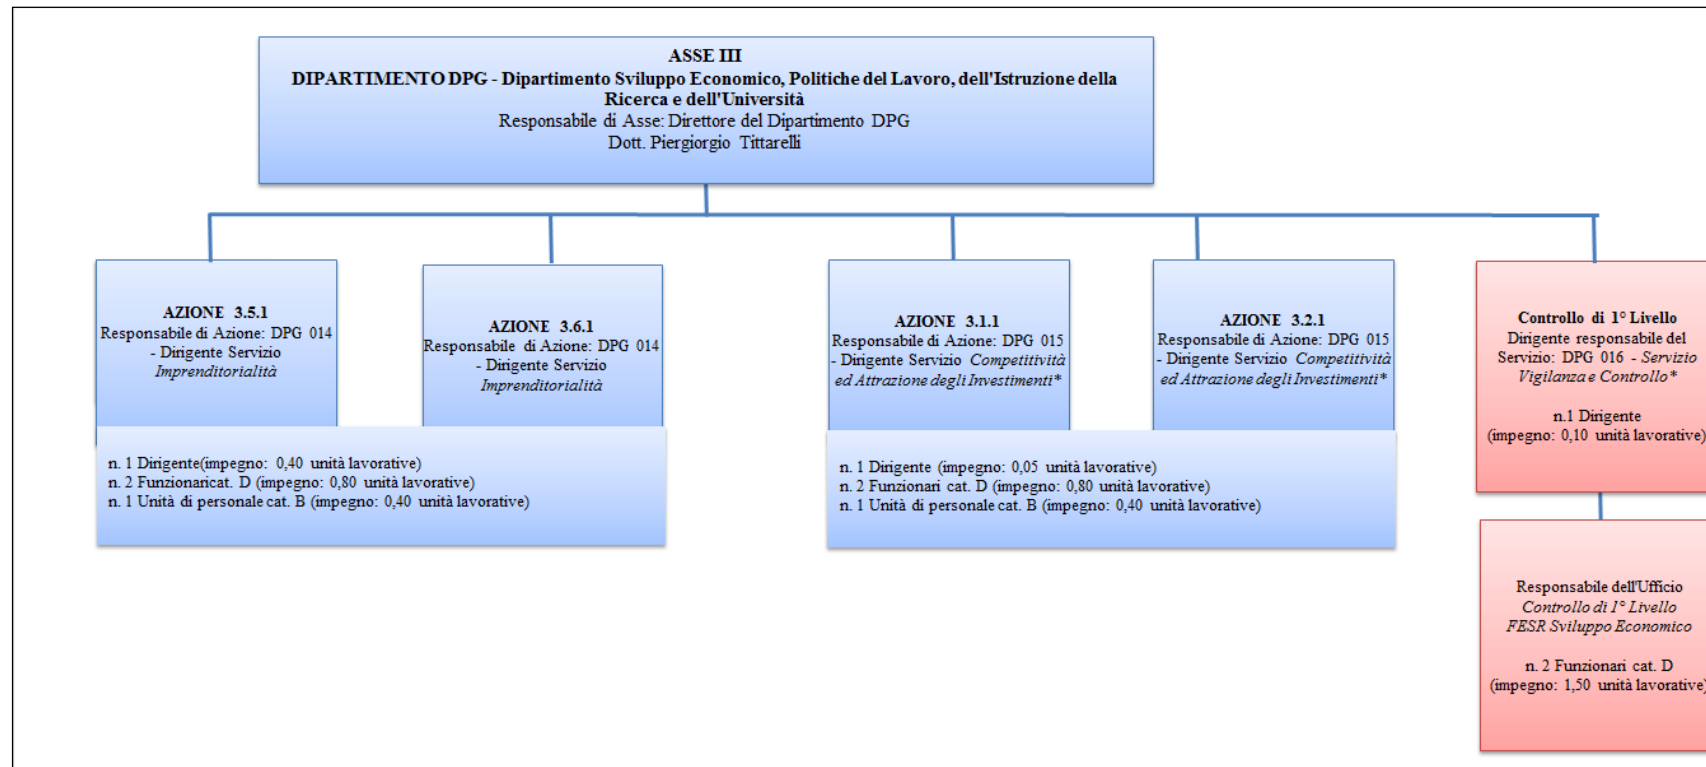 ASSE III
DIPARTIMENTO DPG - Dipartimento Sviluppo Economico, Politiche del Lavoro, dell'Istruzione della
Ricerca e dell'Università
Responsabile di Asse: Direttore del Dipartimento DPG
Dott. Piergiorgio Tittarelli
AZIONE 3.5.1
Responsabile di Azione: DPG 014
- Dirigente Servizio
Imprenditorialità
AZIONE 3.6.1
Responsabile di Azione: DPG 014
- Dirigente Servizio
Imprenditorialità
n. 1 Dirigente(impegno: 0,40 unità lavorative)
n. 2 Funzionaricat. D (impegno: 0,80 unità lavorative)
n. 1 Unità di personale cat. B (impegno: 0,40 unità lavorative)
AZIONE 3.1.1
Responsabile di Azione: DPG 015
- Dirigente Servizio Competitività
ed Attrazione degli Investimenti*
AZIONE 3.2.1
Responsabile di Azione: DPG 015
- Dirigente Servizio Competitività
ed Attrazione degli Investimenti*
n. 1 Dirigente (impegno: 0,05 unità lavorative)
n. 2 Funzionari cat. D (impegno: 0,80 unità lavorative)
n. 1 Unità di personale cat. B (impegno: 0,40 unità lavorative)
Controllo di 1° Livello
Dirigente responsabile del
Servizio: DPG 016 - Servizio
Vigilanza e Controllo*
n.1 Dirigente
(impegno: 0,10 unità lavorative)
Responsabile dell'Ufficio
Controllo di 1° Livello
FESR Sviluppo Economico
n. 2 Funzionari cat. D
(impegno: 1,50 unità lavorative)